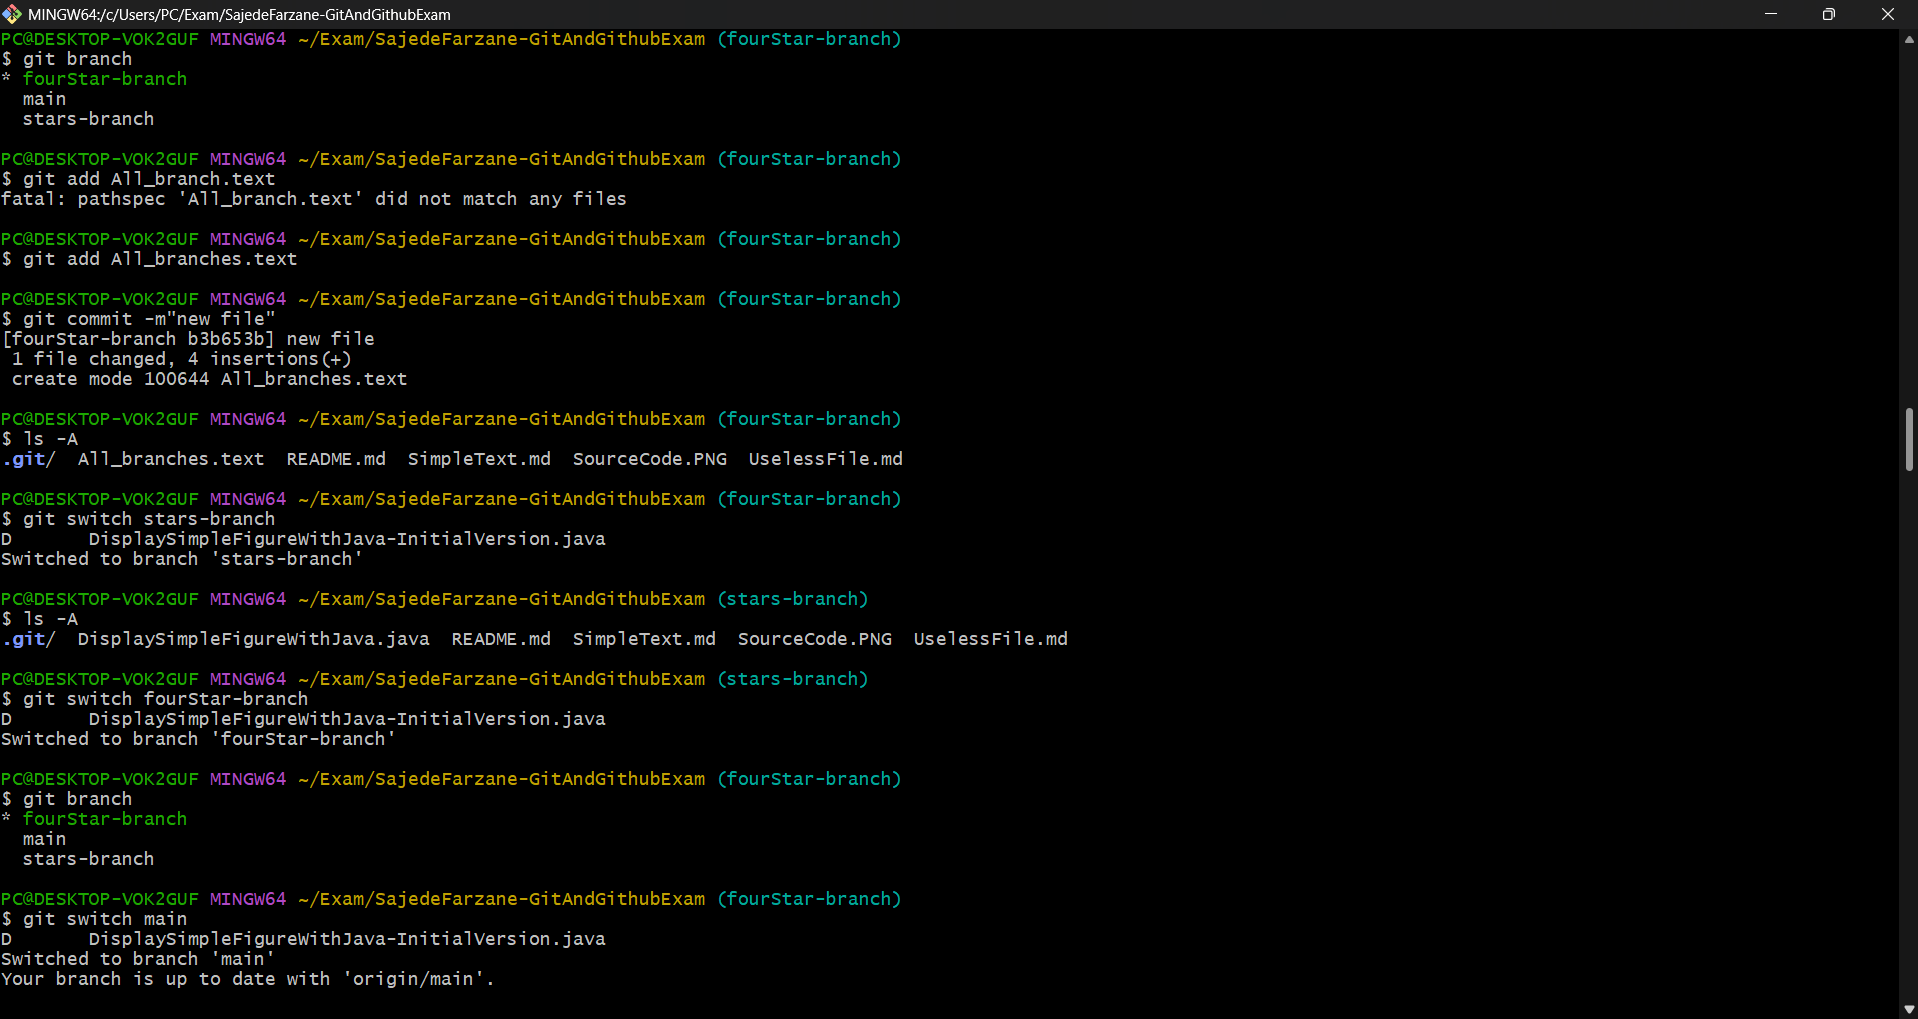 MINGW64:/c/Users/PC/Exam/SajedeFarzane-GitAndGithubExam
PC@DESKTOP-VOK2GUF MINGW64 ~/Exam/SajedeFarzane-GitAndGithubExam (fourStar-branch)
$ git branch
* fourStar-branch
  main
  stars-branch

PC@DESKTOP-VOK2GUF MINGW64 ~/Exam/SajedeFarzane-GitAndGithubExam (fourStar-branch)
$ git add All_branch.text
fatal: pathspec 'All_branch.text' did not match any files

PC@DESKTOP-VOK2GUF MINGW64 ~/Exam/SajedeFarzane-GitAndGithubExam (fourStar-branch)
$ git add All_branches.text

PC@DESKTOP-VOK2GUF MINGW64 ~/Exam/SajedeFarzane-GitAndGithubExam (fourStar-branch)
$ git commit -m"new file"
[fourStar-branch b3b653b] new file
 1 file changed, 4 insertions(+)
 create mode 100644 All_branches.text

PC@DESKTOP-VOK2GUF MINGW64 ~/Exam/SajedeFarzane-GitAndGithubExam (fourStar-branch)
$ ls -A
.git/  All_branches.text  README.md  SimpleText.md  SourceCode.PNG  UselessFile.md

PC@DESKTOP-VOK2GUF MINGW64 ~/Exam/SajedeFarzane-GitAndGithubExam (fourStar-branch)
$ git switch stars-branch
D       DisplaySimpleFigureWithJava-InitialVersion.java
Switched to branch 'stars-branch'

PC@DESKTOP-VOK2GUF MINGW64 ~/Exam/SajedeFarzane-GitAndGithubExam (stars-branch)
$ ls -A
.git/  DisplaySimpleFigureWithJava.java  README.md  SimpleText.md  SourceCode.PNG  UselessFile.md

PC@DESKTOP-VOK2GUF MINGW64 ~/Exam/SajedeFarzane-GitAndGithubExam (stars-branch)
$ git switch fourStar-branch
D       DisplaySimpleFigureWithJava-InitialVersion.java
Switched to branch 'fourStar-branch'

PC@DESKTOP-VOK2GUF MINGW64 ~/Exam/SajedeFarzane-GitAndGithubExam (fourStar-branch)
$ git branch
* fourStar-branch
  main
  stars-branch

PC@DESKTOP-VOK2GUF MINGW64 ~/Exam/SajedeFarzane-GitAndGithubExam (fourStar-branch)
$ git switch main
D       DisplaySimpleFigureWithJava-InitialVersion.java
Switched to branch 'main'
Your branch is up to date with 'origin/main'.